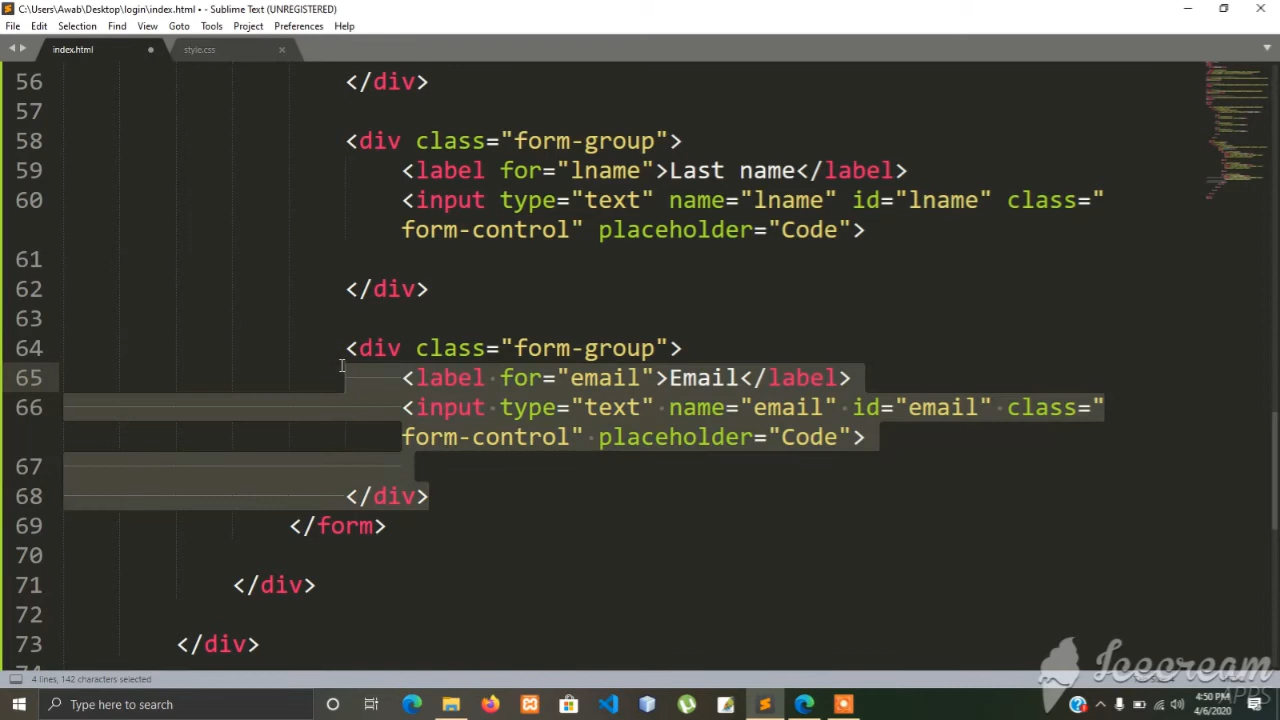 C:\Users\Awab\Desktop\login\index.html • - Sublime Text (UNREGISTERED)
File Edit Selection Find View Goto Tools Project Preferences Help
index.html style.css
56 </div>
57
58 <div class="form-group">
59 <label for="lname">Last name</label>
60 <input type="text" name="lname" id="lname" class="
form-control" placeholder="Code">
61
62 </div>
63
64 <div class="form-group">
65 <label for="email">Email</label>
66 <input type="text" name="email" id="email" class="
form-control" placeholder="Code">
67
68 </div>
69 </form>
70
71 </div>
72
73 </div>
4 lines, 142 characters selected
Icecream
APPS
Type here to search
4:50 PM
4/6/2020